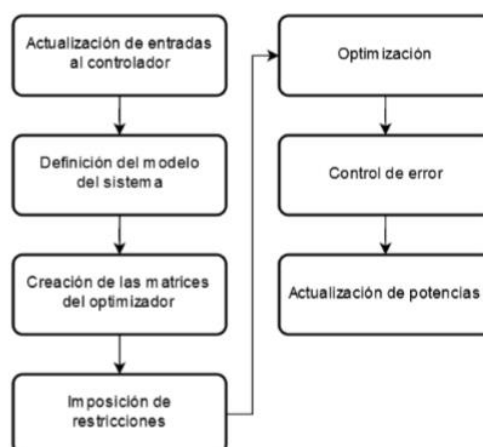 Actualización de entradas
al controlador
Definición del modelo
del sistema
Creación de las matrices
del optimizador
Imposición de
restricciones
Optimización
Control de error
Actualización de potencias